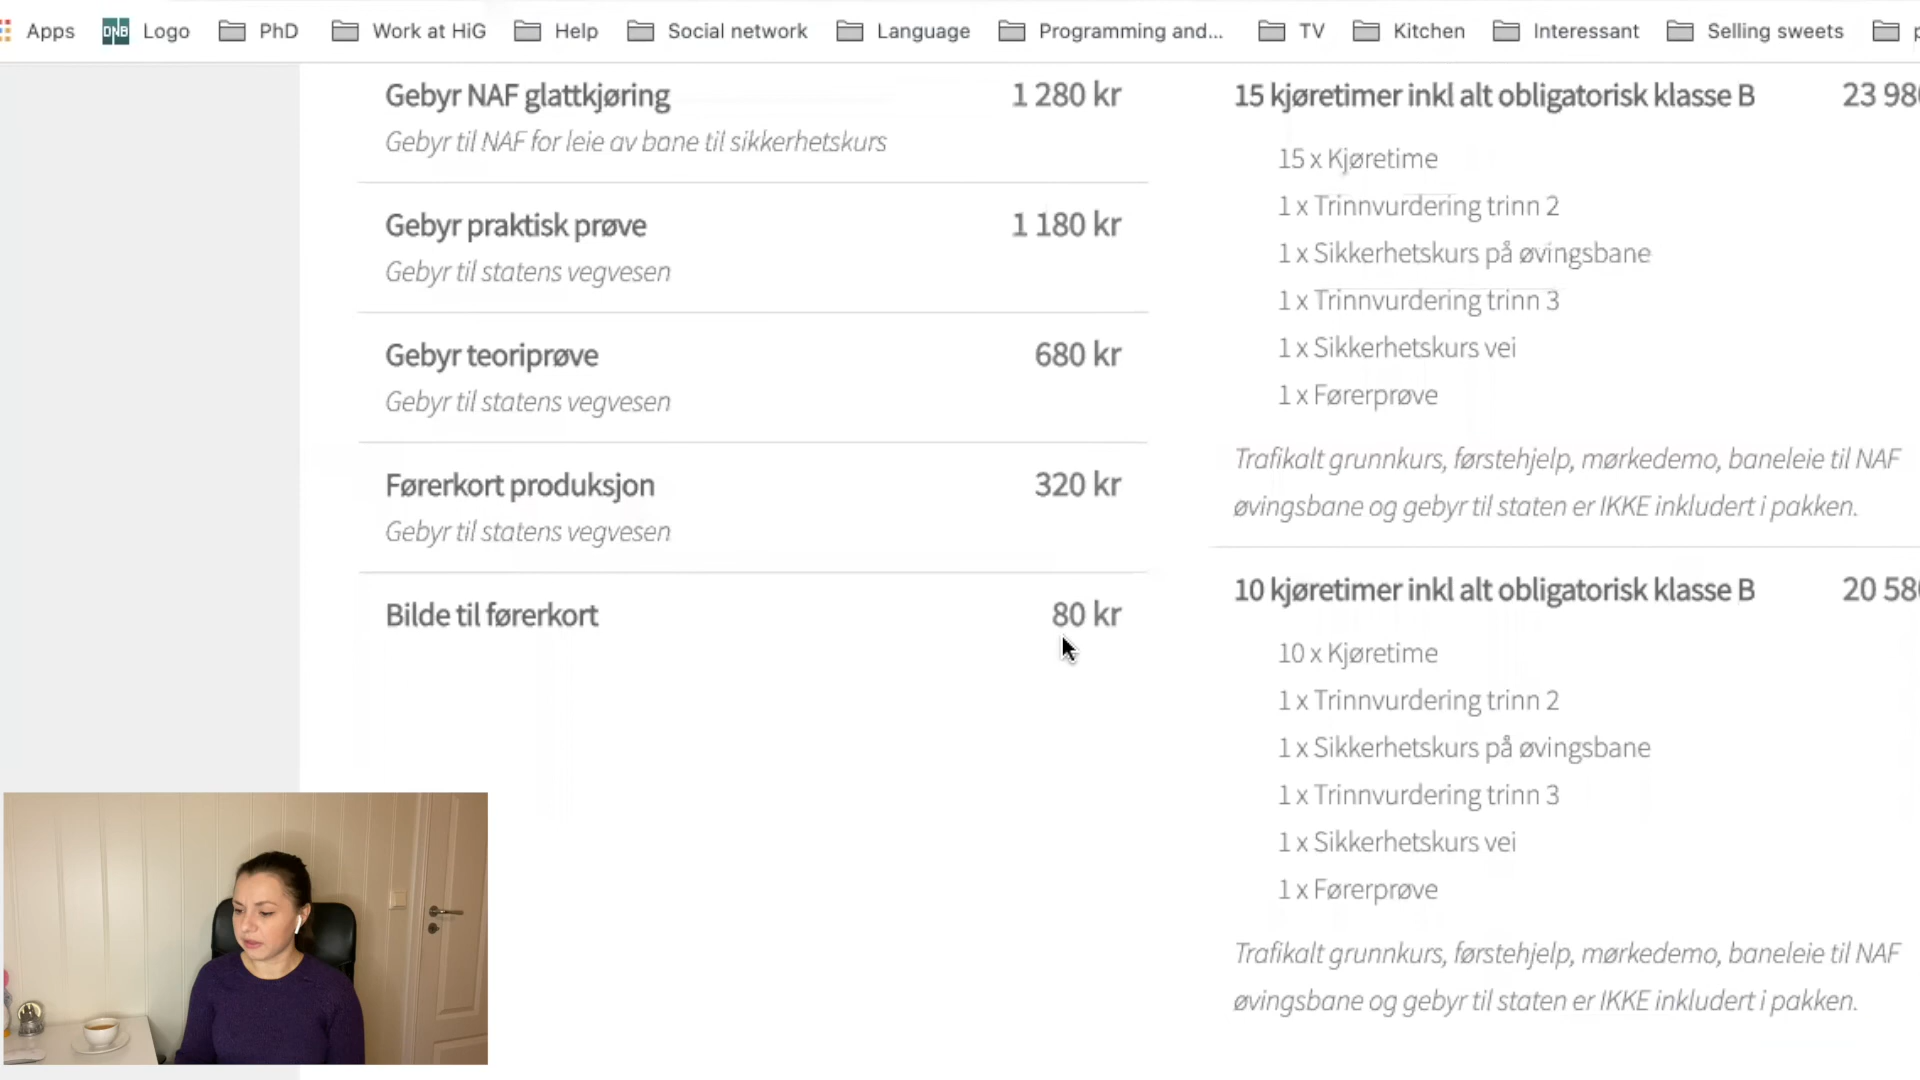 Apps
DNB
Logo
PhD
Work at HiG
Help
Social network
Language
Programming and...
TV
Kitchen
Interessant
Selling sweets
Gebyr NAF glattkjøring 1 280 kr
Gebyr til NAF for leie av bane til sikkerhetskurs
Gebyr praktisk prøve 1 180 kr
Gebyr til statens vegvesen
Gebyr teoriprøve 680 kr
Gebyr til statens vegvesen
Førerkort produksjon 320 kr
Gebyr til statens vegvesen
Bilde til førerkort 80 kr
15 kjøretimer inkl alt obligatorisk klasse B 23 98
15 x Kjøretime
1 x Trinnvurdering trinn 2
1 x Sikkerhetskurs på øvingsbane
1 x Trinnvurdering trinn 3
1 x Sikkerhetskurs vei
1 x Førerprøve
Trafikalt grunnkurs, førstehjelp, mørkedemo, baneleie til NAF
øvingsbane og gebyr til staten er IKKE inkludert i pakken.
10 kjøretimer inkl alt obligatorisk klasse B 20 58
10 x Kjøretime
1 x Trinnvurdering trinn 2
1 x Sikkerhetskurs på øvingsbane
1 x Trinnvurdering trinn 3
1 x Sikkerhetskurs vei
1 x Førerprøve
Trafikalt grunnkurs, førstehjelp, mørkedemo, baneleie til NAF
øvingsbane og gebyr til staten er IKKE inkludert i pakken.